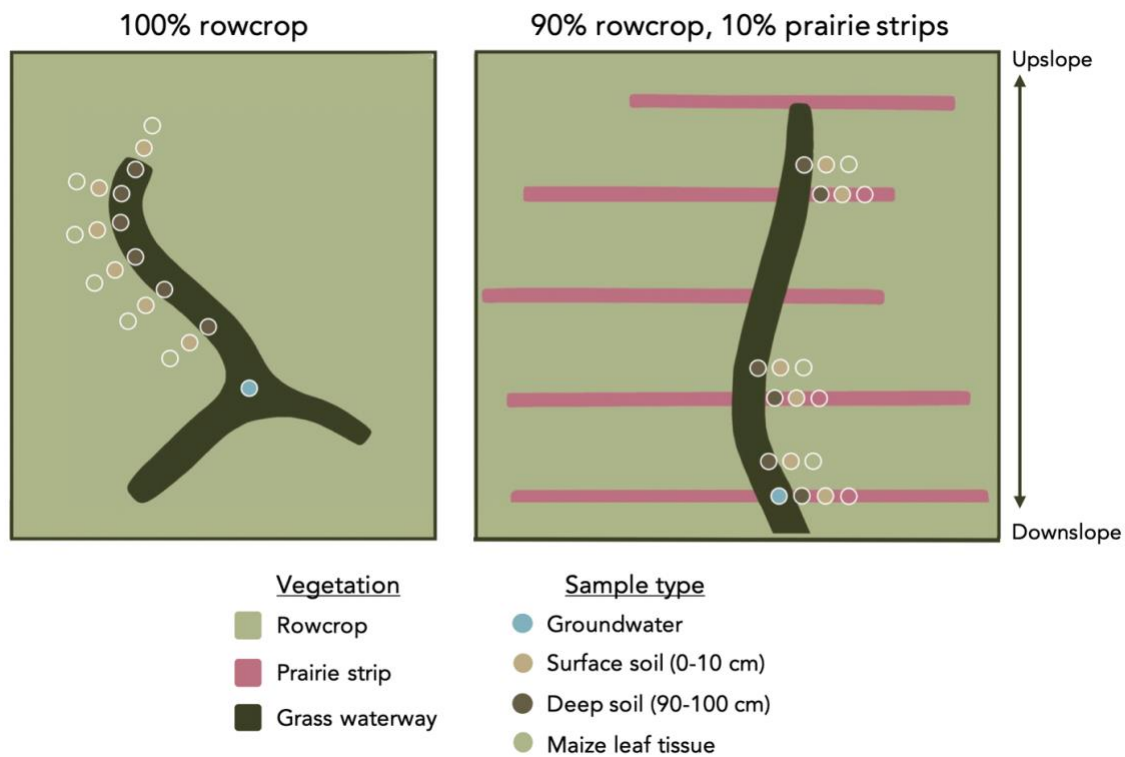 100% rowcrop
90% rowcrop, 10% prairie strips
Upslope
Downslope
Vegetation
Rowcrop
Prairie strip
Grass waterway
Sample type
Groundwater
Surface soil (0-10 cm)
Deep soil (90-100 cm)
Maize leaf tissue